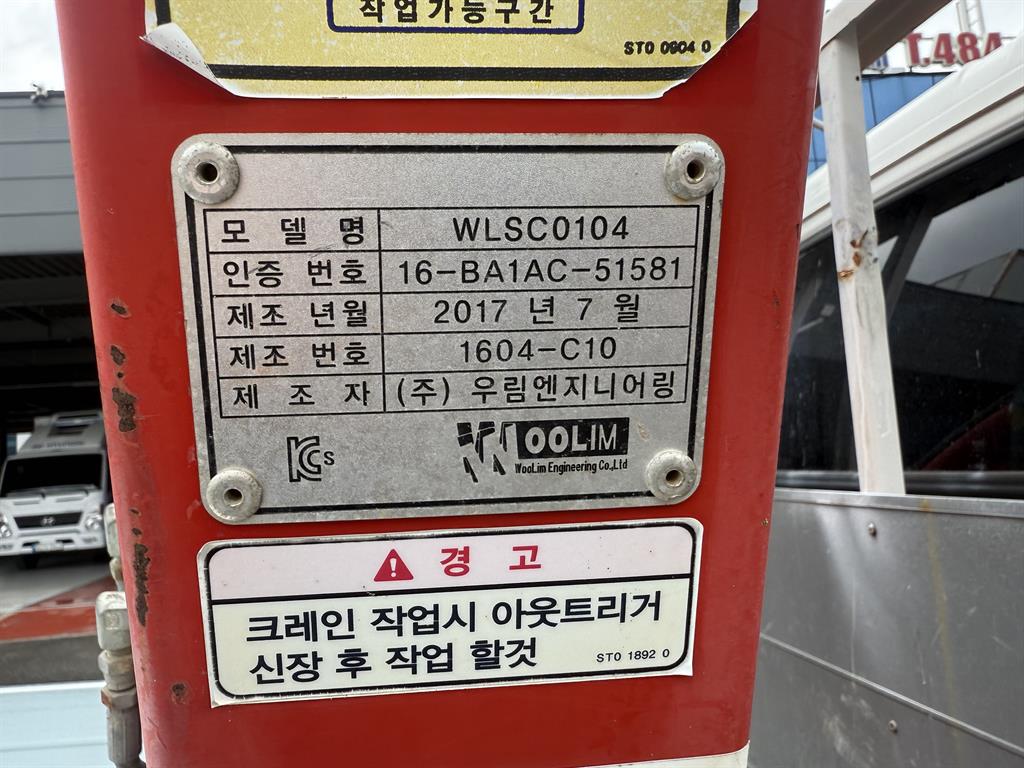 작업가능구간
ST0 0904 0
T.484
모 델 명 WLSC0104
인증 번호 16-BA1AC-51581
제조 년월 2017 년 7 월
제조 번호 1604-C10
제 조 자 (주) 우림엔지니어링
KCs WOOLIM
WooLim Engineering Co.,Ltd
경 고
크레인 작업시 아웃트리거
신장 후 작업 할것
ST0 1892 0